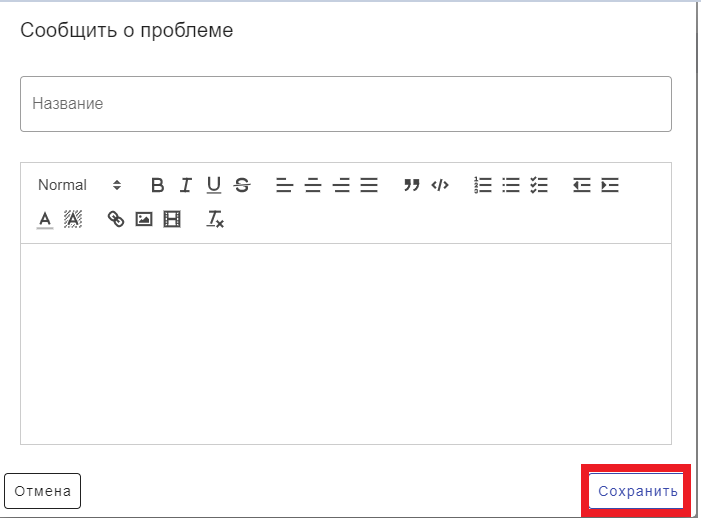 Сообщить о проблеме
Название
Normal
Отмена
Сохранить